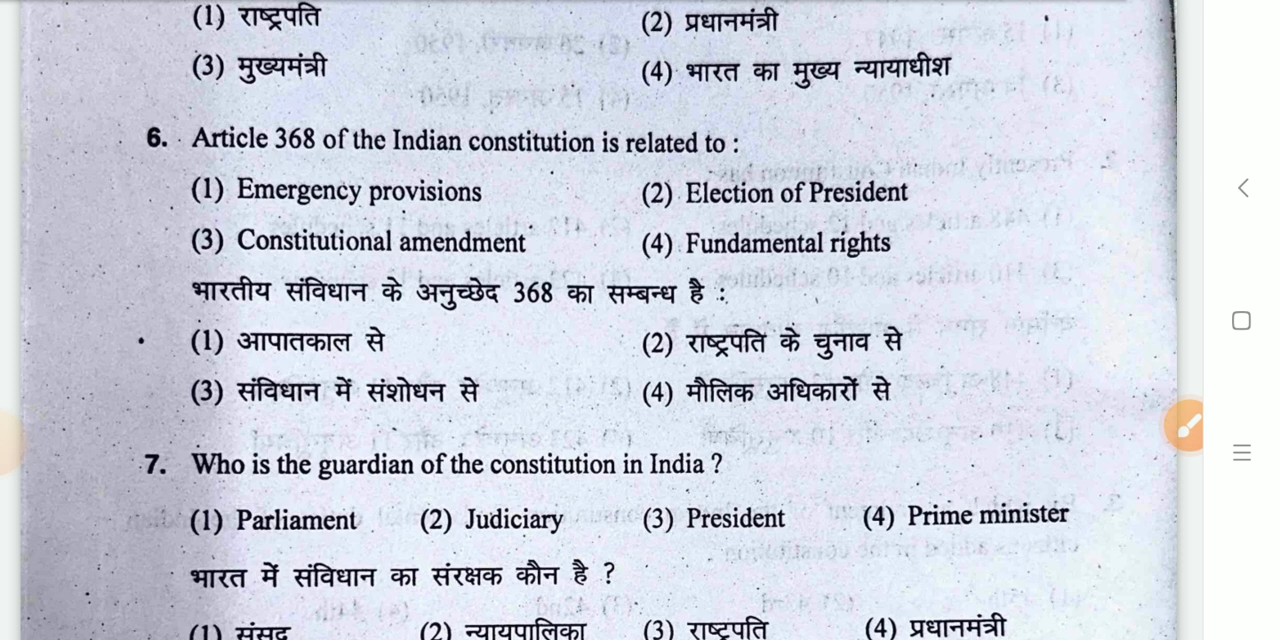 (1) राष्ट्रपति (2) प्रधानमंत्री
(3) मुख्यमंत्री (4) भारत का मुख्य न्यायाधीश
6. Article 368 of the Indian constitution is related to :
(1) Emergency provisions (2) Election of President
(3) Constitutional amendment (4) Fundamental rights
भारतीय संविधान के अनुच्छेद 368 का सम्बन्ध है :
(1) आपातकाल से (2) राष्ट्रपति के चुनाव से
(3) संविधान में संशोधन से (4) मौलिक अधिकारों से
7. Who is the guardian of the constitution in India ?
(1) Parliament (2) Judiciary (3) President (4) Prime minister
भारत में संविधान का संरक्षक कौन है ?
(1) संसद (2) न्यायपालिका (3) राष्ट्रपति (4) प्रधानमंत्री